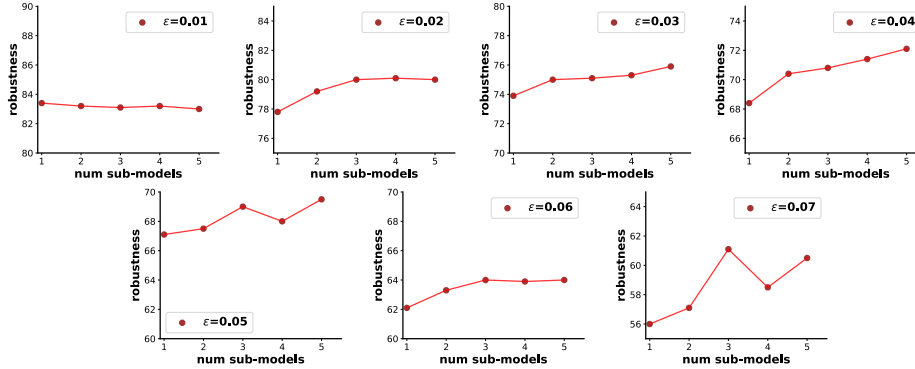 90
88
86
84
82
80
robustness
ε=0.01
1 2 3 4 5
num sub-models
84
82
80
78
76
robustness
ε=0.02
1 2 3 4 5
num sub-models
80
78
76
74
72
70
robustness
ε=0.03
1 2 3 4 5
num sub-models
74
72
70
68
66
robustness
ε=0.04
1 2 3 4 5
num sub-models
70
68
66
64
62
60
robustness
ε=0.05
1 2 3 4 5
num sub-models
70
68
66
64
62
60
robustness
ε=0.06
1 2 3 4 5
num sub-models
64
62
60
58
56
robustness
ε=0.07
1 2 3 4 5
num sub-models